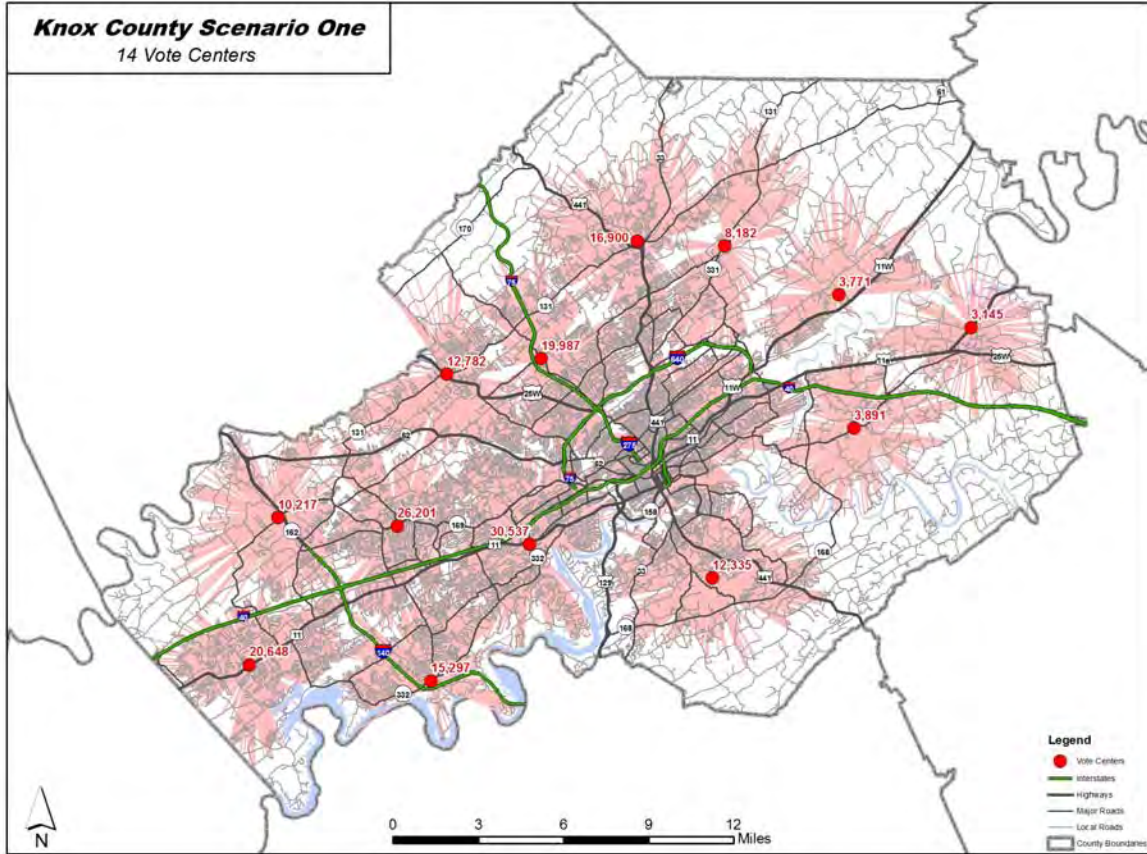 Knox County Scenario One
14 Vote Centers
61
131
33
441
170
16,900
8,182
331
11W
75
131
3,771
3,145
19,987
12,782
640
25W
25W
11W
40
131
62
441
11
275
62
75
3,891
10,217
26,201
169
162
30,537
11
332
158
168
12,335
441
33
129
168
40
11
140
20,648
15,297
332
Legend
Vote Centers
Interstates
Highways
Major Roads
Local Roads
County Boundaries
N
0 3 6 9 12
Miles